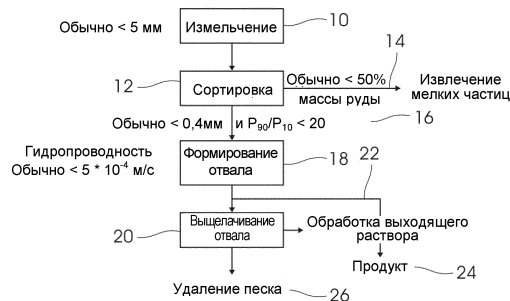 Обычно < 5 мм
Измельчение
10
12
Сортировка
Обычно < 50%
массы руды
14
Извлечение
мелких частиц
Обычно < 0,4мм и P90/P10 < 20
16
Гидропроводность
Обычно < 5 * 10-4 м/с
Формирование
отвала
18
22
20
Выщелачивание
отвала
Обработка выходящего
раствора
Продукт
24
Удаление песка
26